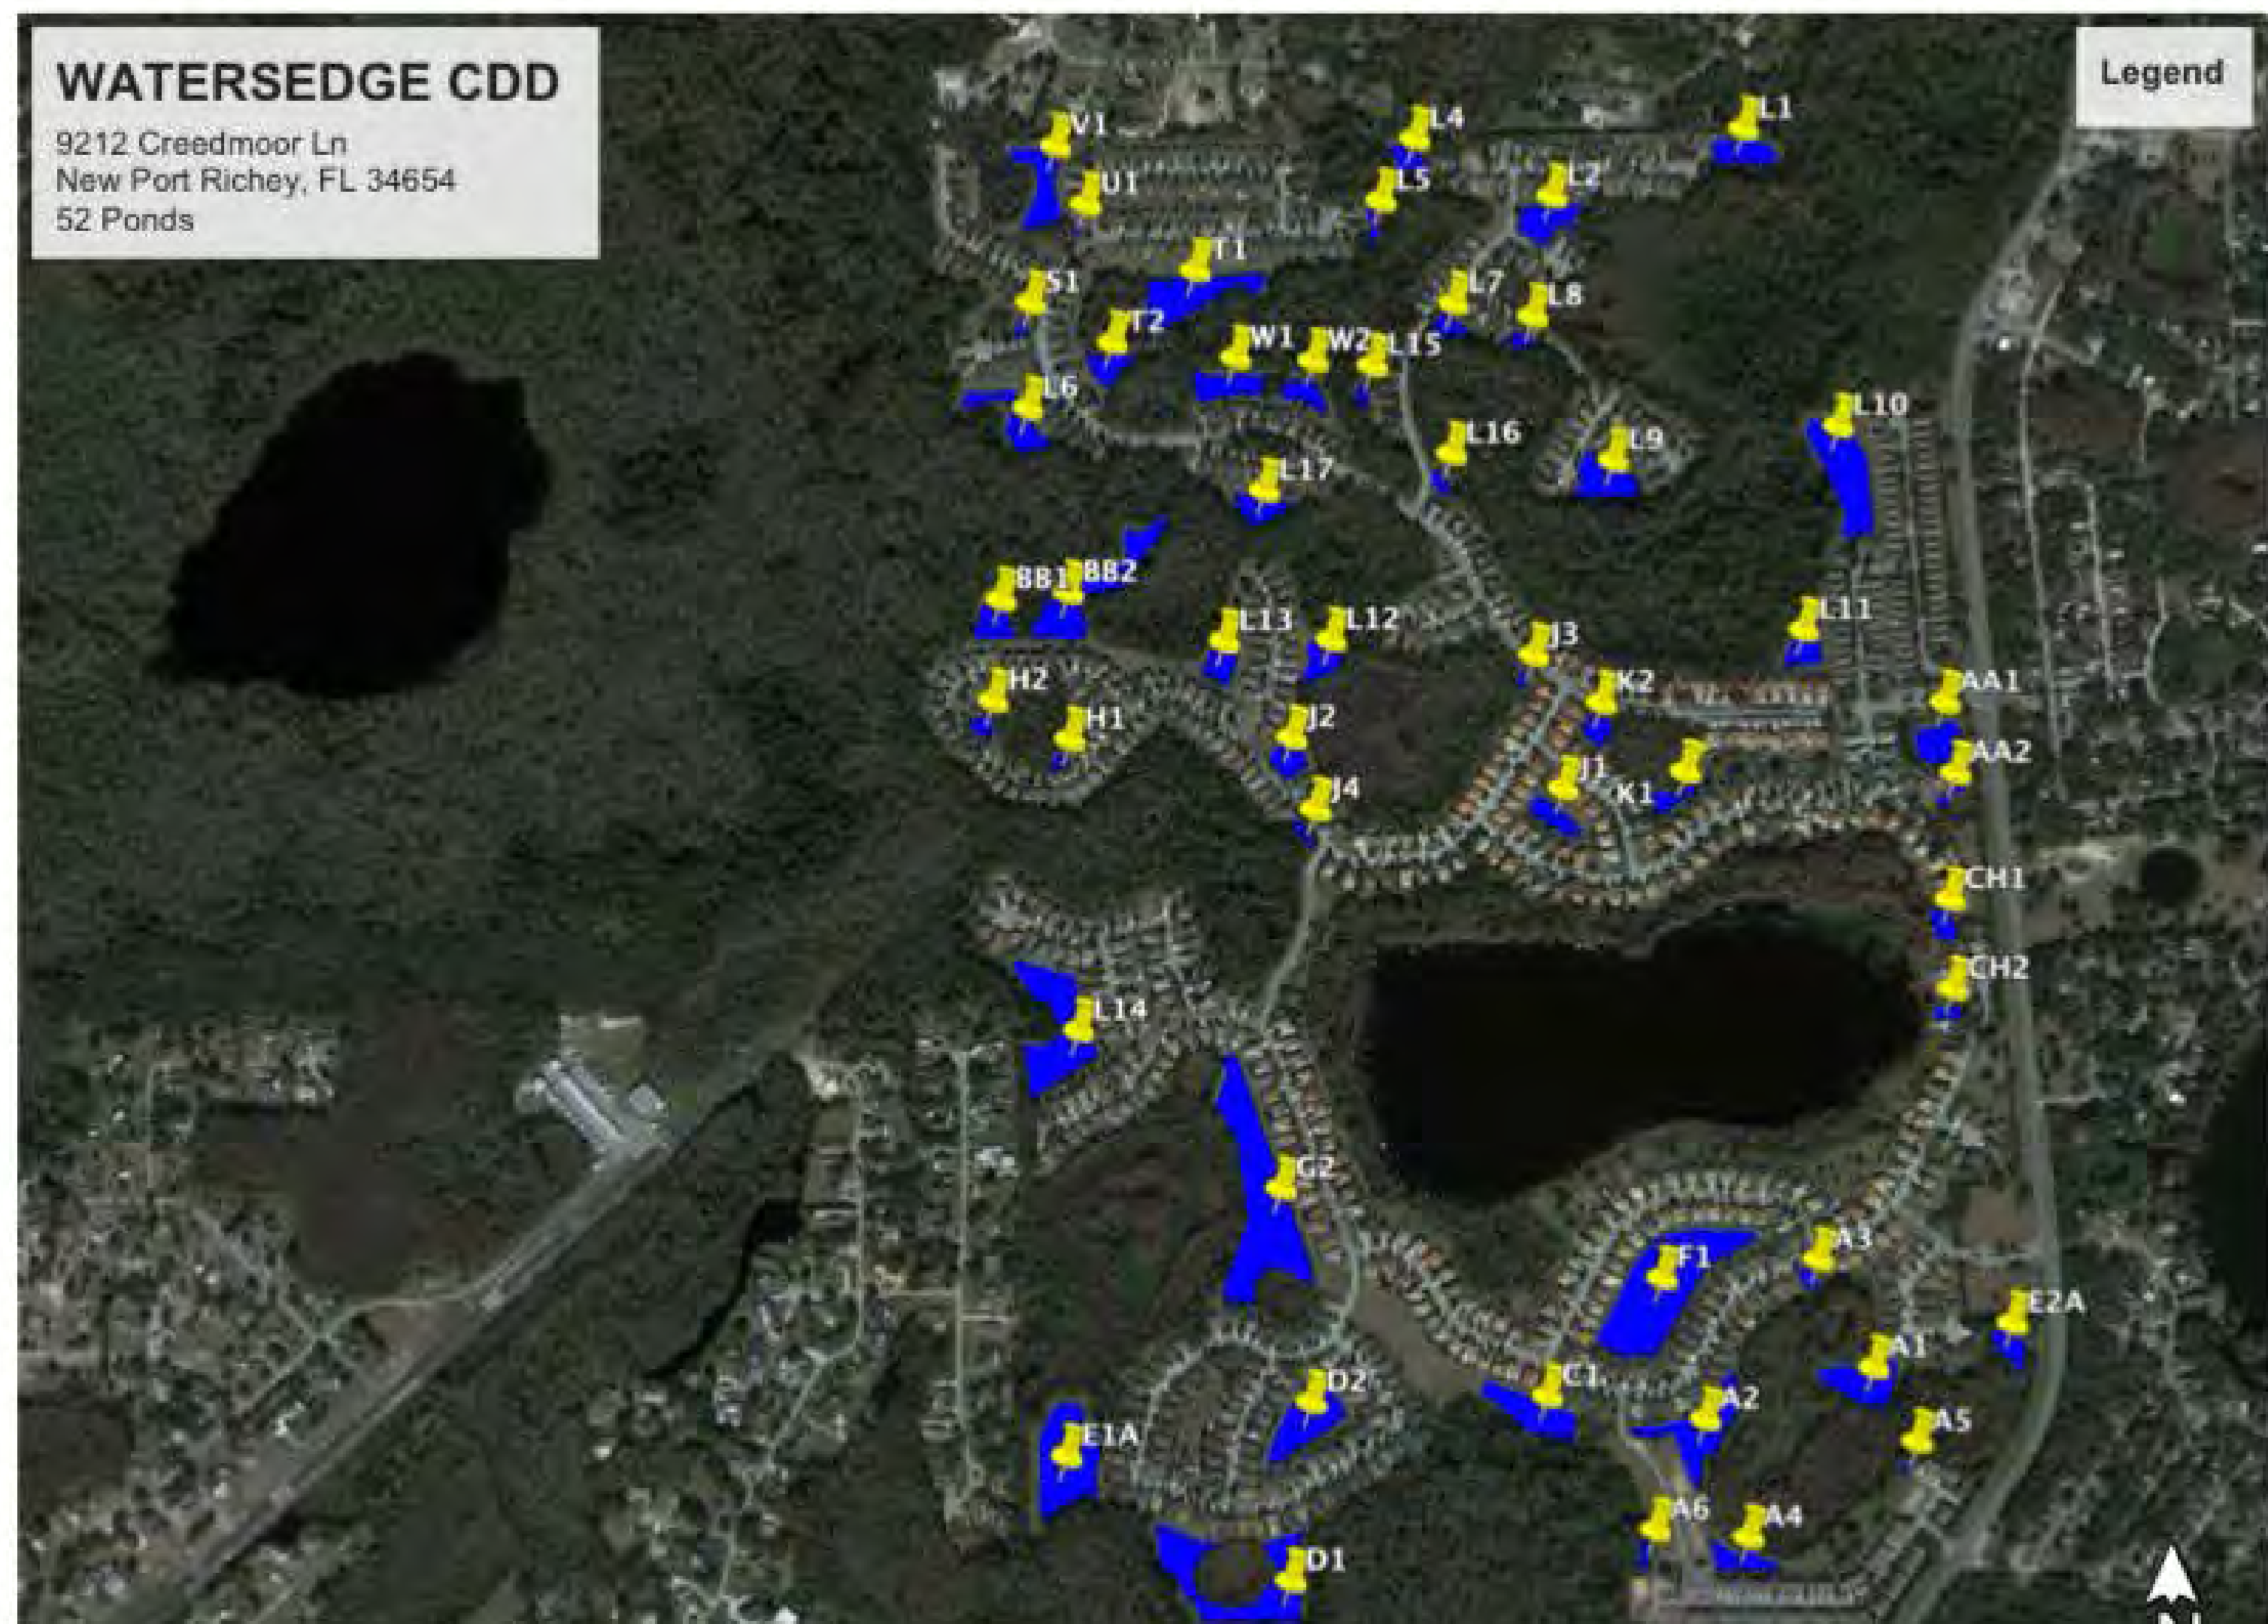 WATERSEDGE CDD
9212 Creedmoor Ln
New Port Richey, FL 34654
52 Ponds
Legend
V1
L4
L1
U1
L5
L2
T1
S1
L7
L8
T2
W1
W2
L15
L6
L10
L16
L9
L17
BB1
BB2
L13
L12
J3
L11
H2
K2
AA1
H1
J2
AA2
J1
J4
K1
CH1
CH2
L14
G2
A3
F1
E2A
A1
D2
C1
A2
E1A
A5
A6
A4
D1
N